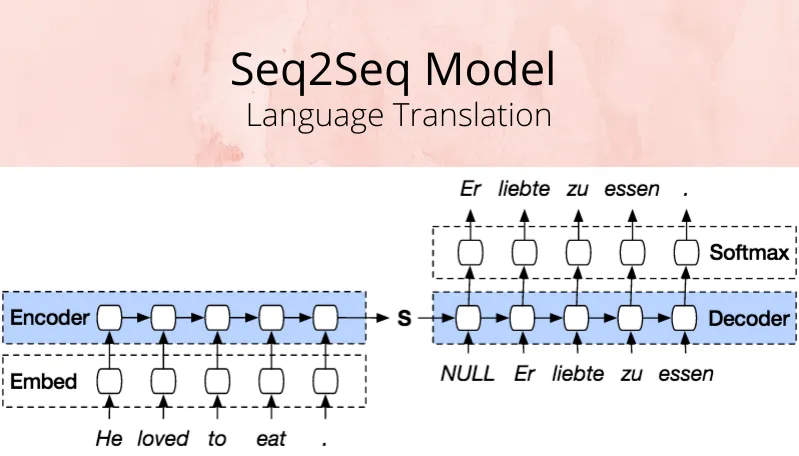 Seq2Seq Model
Language Translation
Er liebte zu essen .
Softmax
Encoder
S
Decoder
NULL Er liebte zu essen
Embed
He loved to eat .